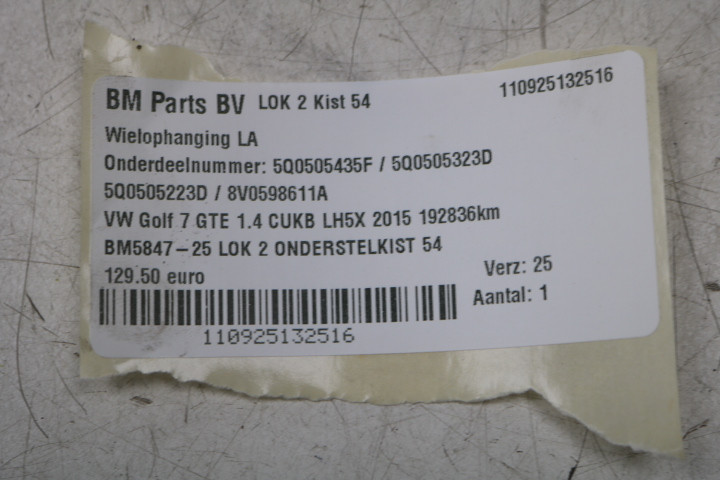 BM Parts BV LOK 2 Kist 54 110925132516
Wielophanging LA
Onderdeelnummer: 5Q0505435F / 5Q0505323D
5Q0505223D / 8V0598611A
VW Golf 7 GTE 1.4 CUKB LH5X 2015 192836km
BM5847-25 LOK 2 ONDERSTELKIST 54
129.50 euro Verz: 25
Aantal: 1
110925132516